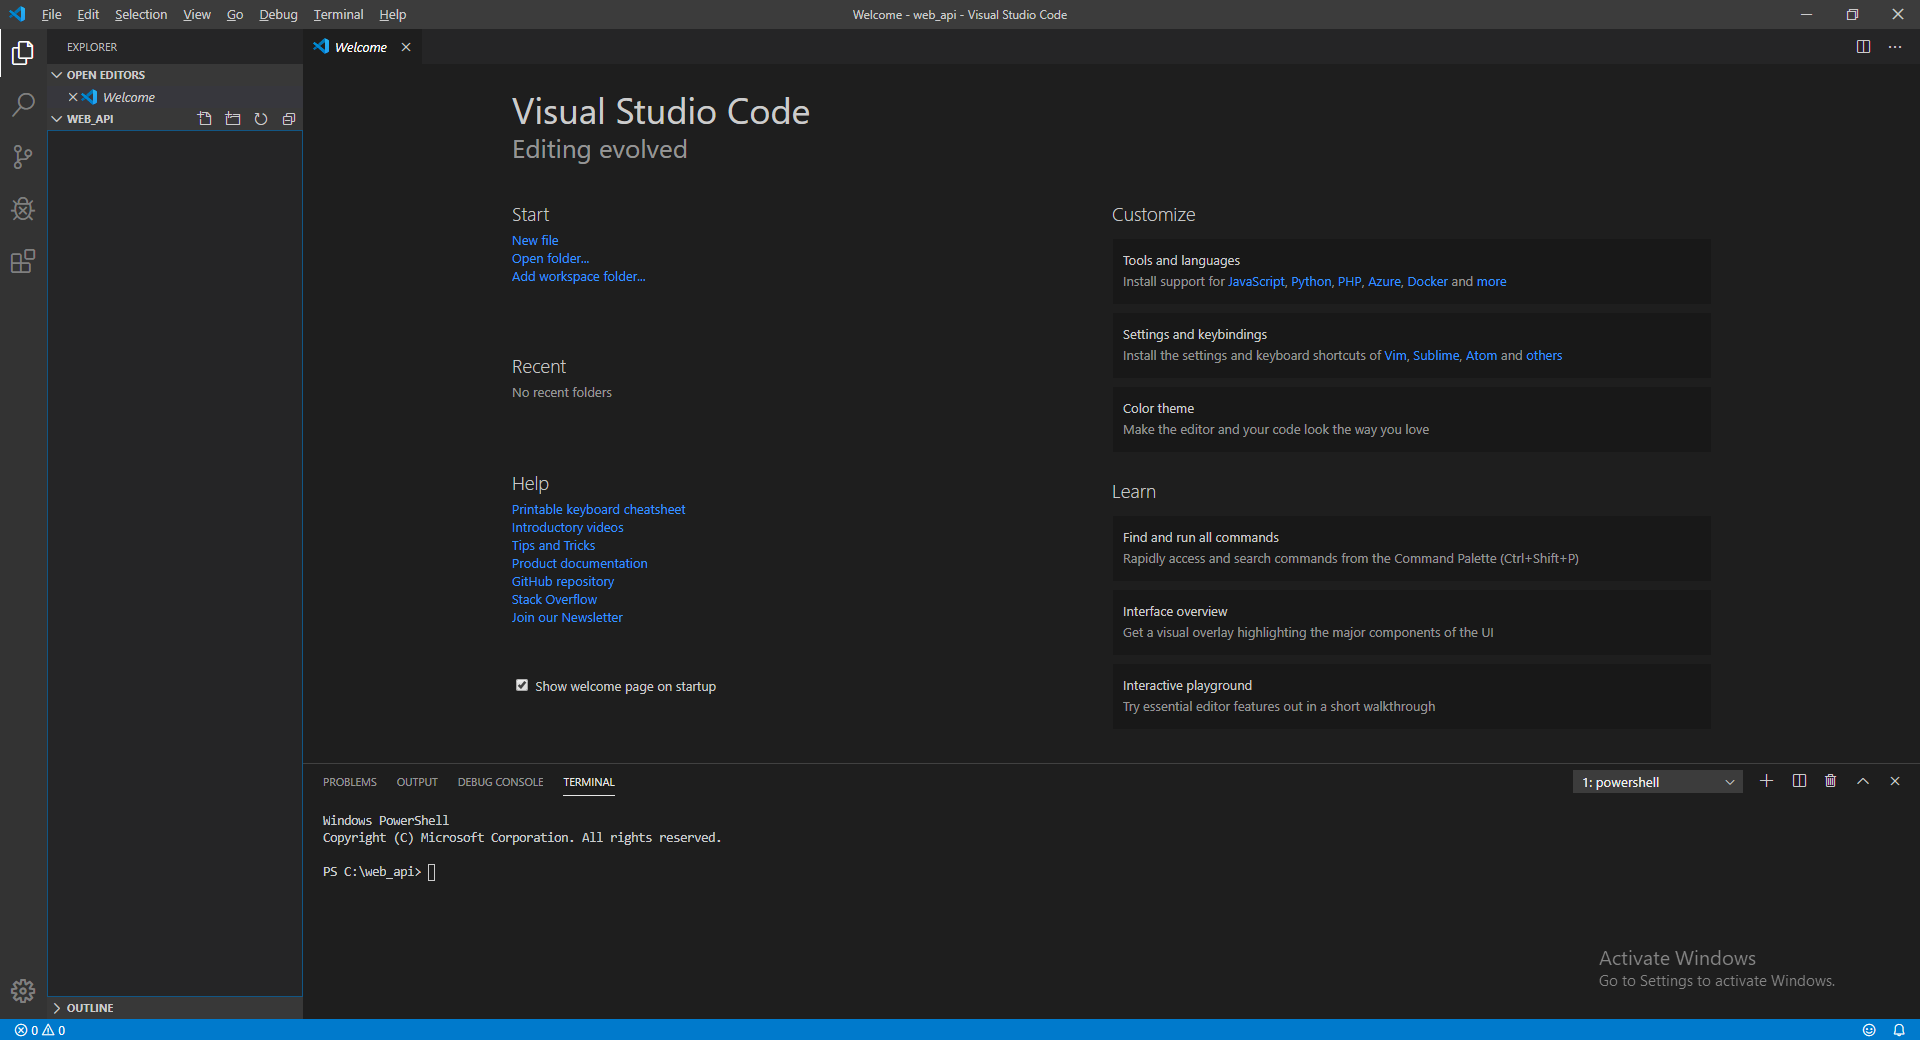 File Edit Selection View Go Debug Terminal Help
Welcome - web_api - Visual Studio Code
EXPLORER
OPEN EDITORS
Welcome
WEB_API
OUTLINE
Welcome
Visual Studio Code
Editing evolved
Start
New file
Open folder...
Add workspace folder...
Recent
No recent folders
Help
Printable keyboard cheatsheet
Introductory videos
Tips and Tricks
Product documentation
GitHub repository
Stack Overflow
Join our Newsletter
Show welcome page on startup
Customize
Tools and languages
Install support for JavaScript, Python, PHP, Azure, Docker and more
Settings and keybindings
Install the settings and keyboard shortcuts of Vim, Sublime, Atom and others
Color theme
Make the editor and your code look the way you love
Learn
Find and run all commands
Rapidly access and search commands from the Command Palette (Ctrl+Shift+P)
Interface overview
Get a visual overlay highlighting the major components of the UI
Interactive playground
Try essential editor features out in a short walkthrough
PROBLEMS OUTPUT DEBUG CONSOLE TERMINAL
1: powershell
Windows PowerShell
Copyright (C) Microsoft Corporation. All rights reserved.
PS C:\web_api>
Activate Windows
Go to Settings to activate Windows.
0 0